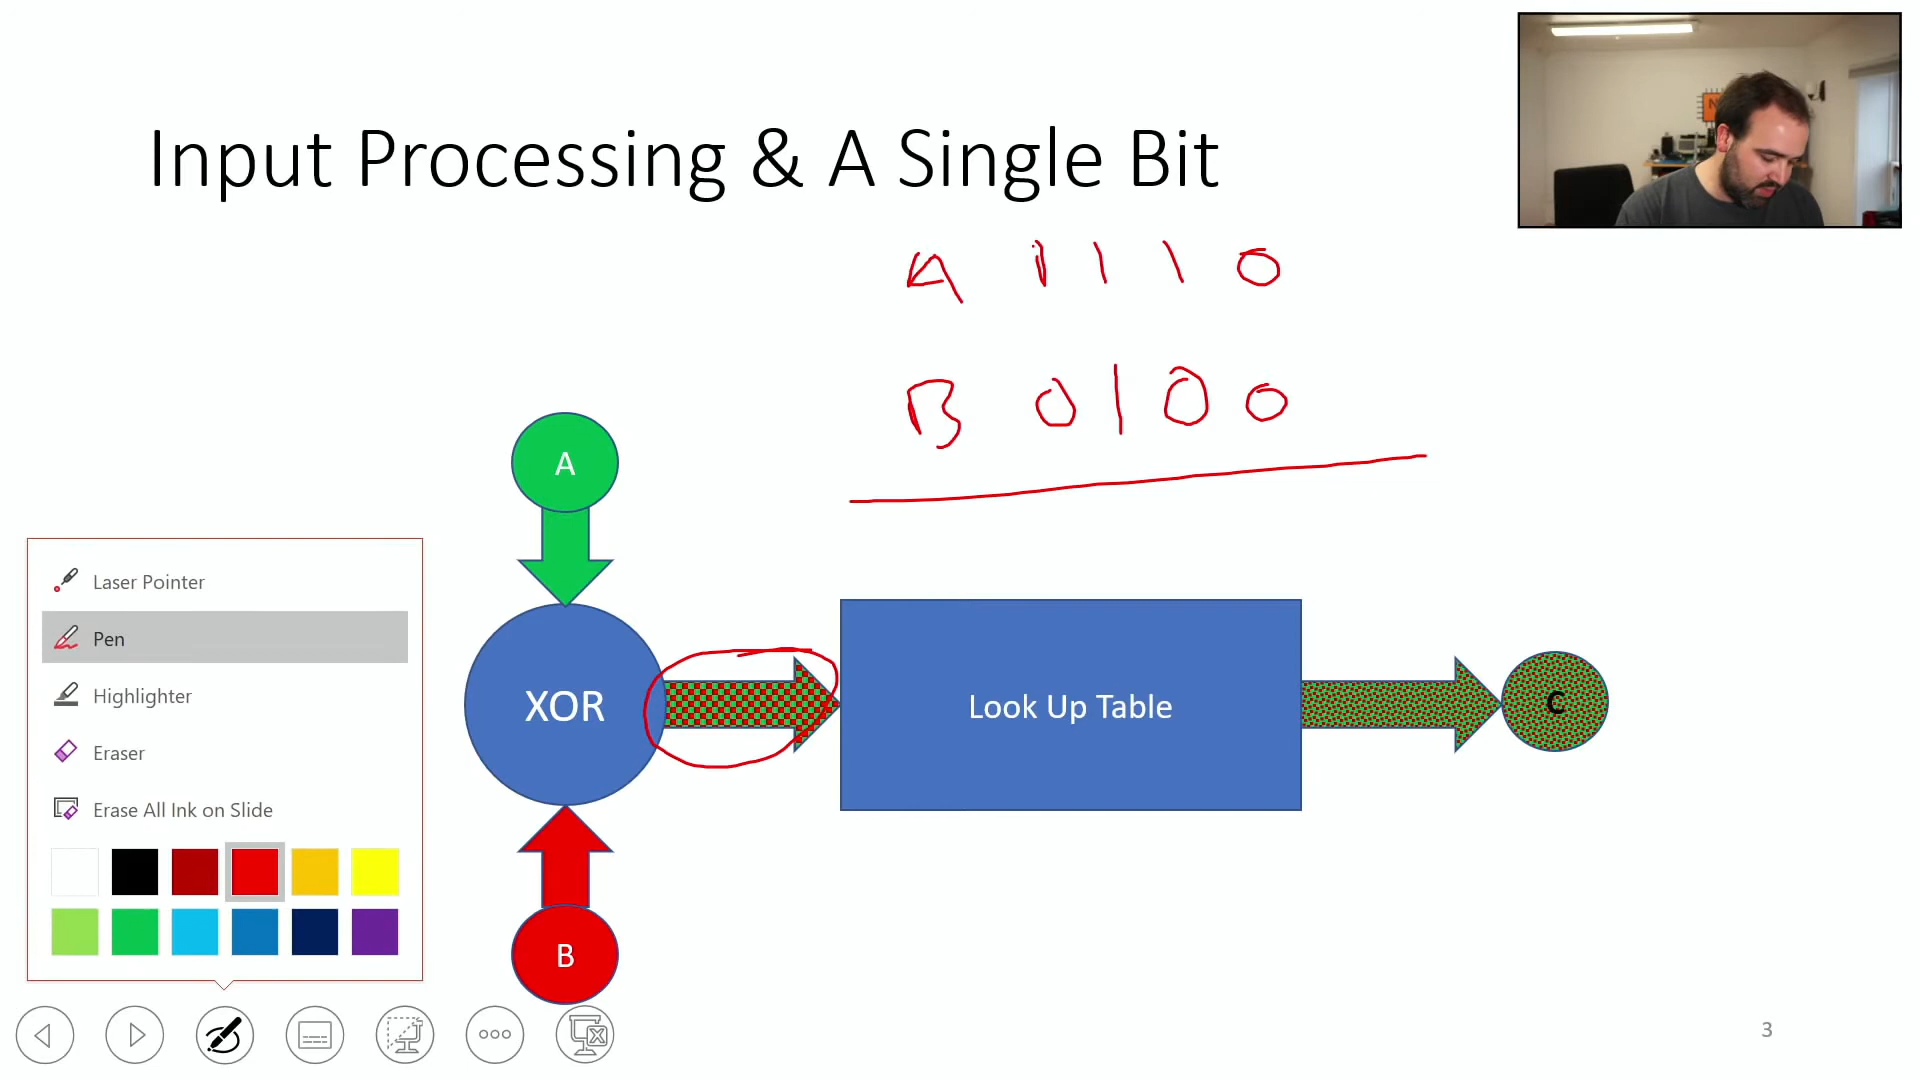 Input Processing & A Single Bit
A 1 1 1 0
B 0 1 0 0
A
XOR
Look Up Table
C
B
Laser Pointer
Pen
Highlighter
Eraser
Erase All Ink on Slide
3